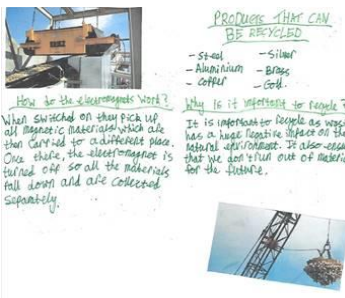 How do the electromagnets work?
When switched on they pick up
all magnetic materials which are
then carried to a different place.
Once there, the electromagnet is
turned off so all the materials
fall down and are collected
separately.
PRODUCTS THAT CAN
BE RECYCLED
- Steel - Silver
- Aluminium - Brass
- Copper - Gold
Why is it important to recycle?
It is important to recycle as waste
has a huge negative impact on the
natural environment. It also
that we don't run out of
for the future.